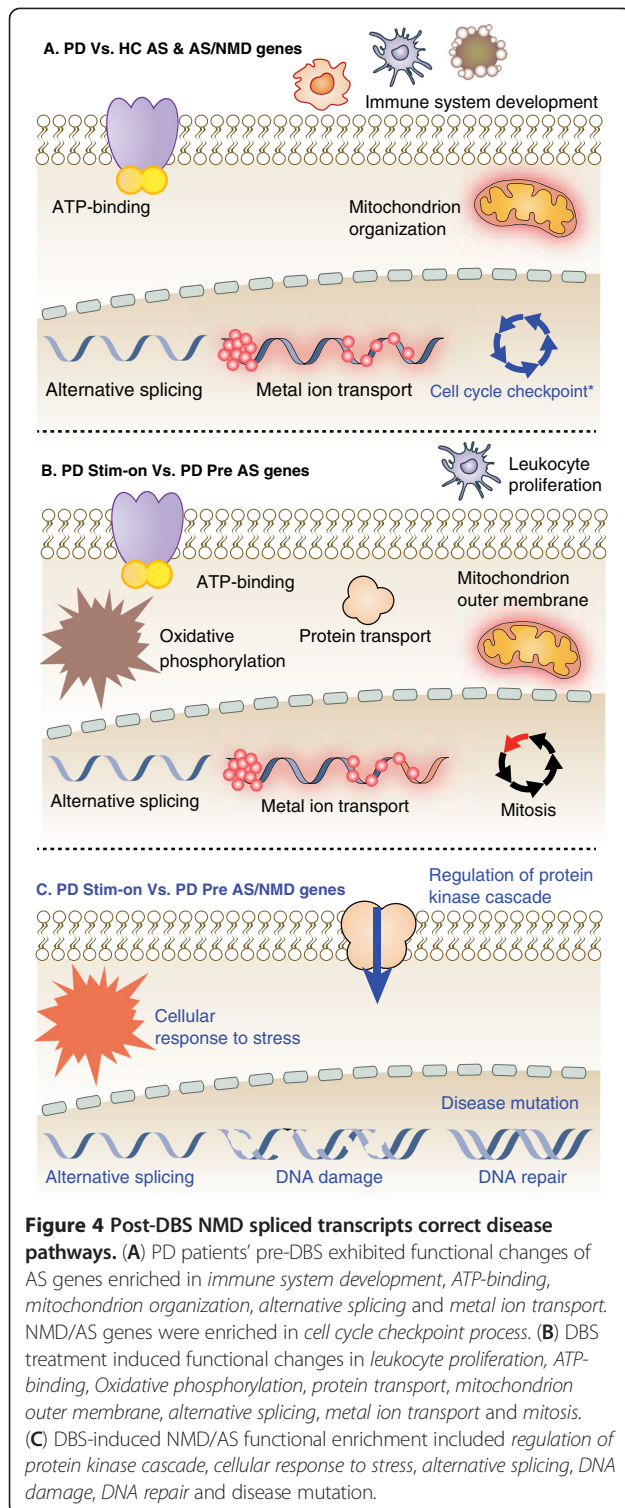 A. PD Vs. HC AS & AS/NMD genes
Immune system development
ATP-binding
Mitochondrion
organization
Alternative splicing
Metal ion transport
Cell cycle checkpoint*
B. PD Stim-on Vs. PD Pre AS genes
Leukocyte
proliferation
ATP-binding
Mitochondrion
outer membrane
Oxidative
phosphorylation
Protein transport
Alternative splicing
Metal ion transport
Mitosis
C. PD Stim-on Vs. PD Pre AS/NMD genes
Regulation of protein
kinase cascade
Cellular
response to stress
Disease mutation
Alternative splicing
DNA damage
DNA repair
Figure 4 Post-DBS NMD spliced transcripts correct disease
pathways. (A) PD patients’ pre-DBS exhibited functional changes of
AS genes enriched in immune system development, ATP-binding,
mitochondrion organization, alternative splicing and metal ion transport.
NMD/AS genes were enriched in cell cycle checkpoint process. (B) DBS
treatment induced functional changes in leukocyte proliferation, ATP-
binding, Oxidative phosphorylation, protein transport, mitochondrion
outer membrane, alternative splicing, metal ion transport and mitosis.
(C) DBS-induced NMD/AS functional enrichment included regulation of
protein kinase cascade, cellular response to stress, alternative splicing, DNA
damage, DNA repair and disease mutation.